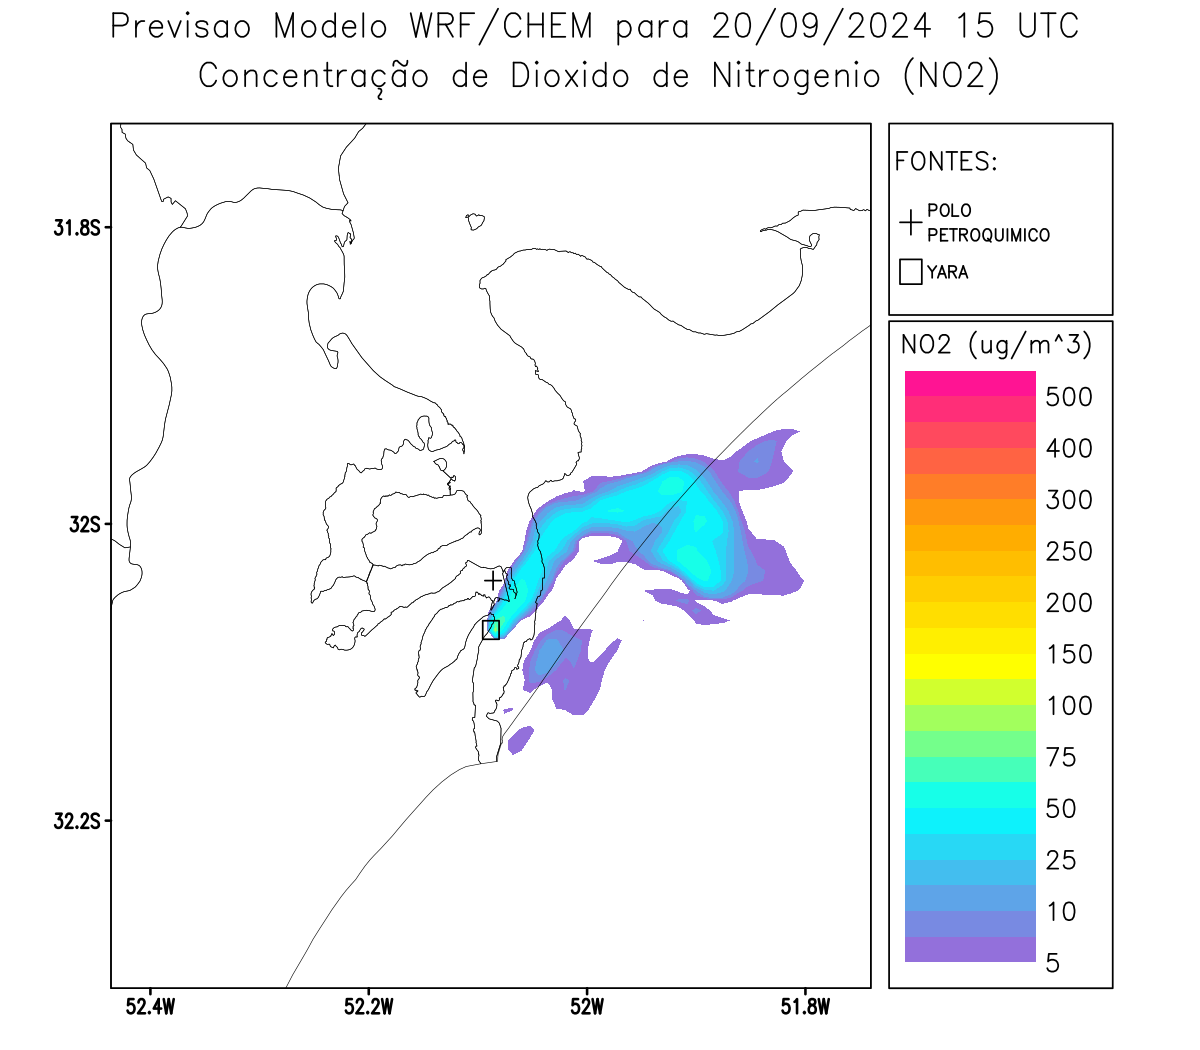 Previsao Modelo WRF/CHEM para 20/09/2024 15 UTC
Concentração de Dioxido de Nitrogenio (NO2)
FONTES:
POLO
PETROQUIMICO
YARA
31.8S
32S
32.2S
52.4W
52.2W
52W
51.8W
NO2 (ug/m^3)
500
400
300
250
200
150
100
75
50
25
10
5